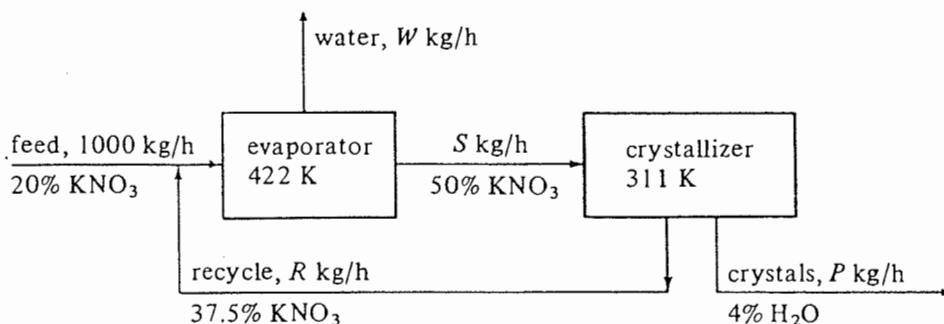 water, W kg/h
feed, 1000 kg/h
20% KNO₃
evaporator
422 K
S kg/h
50% KNO₃
crystallizer
311 K
recycle, R kg/h
37.5% KNO₃
crystals, P kg/h
4% H₂O